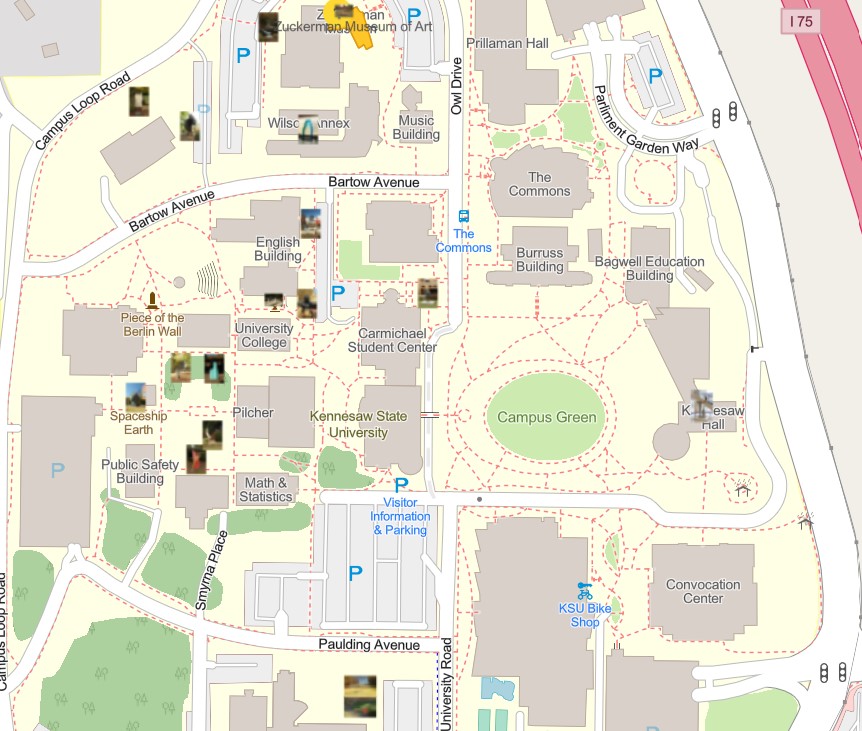 I 75
P
Zuckerman Museum of Art
P
Prillaman Hall
P
Campus Loop Road
Owl Drive
Parliment Garden Way
Music
Building
Bartow Avenue
The
Commons
Bartow Avenue
The
Commons
English
Building
Burruss
Building
Bagwell Education
Building
P
Piece of the
Berlin Wall
University
College
Carmichael
Student Center
Spaceship
Earth
Pilcher
Kennesaw State
University
Campus Green
Hall
P
Public Safety
Building
Math &
Statistics
P
Visitor
Information
& Parking
P
Smyrna Place
KSU Bike
Shop
Convocation
Center
Campus Loop Road
Paulding Avenue
University Road
P